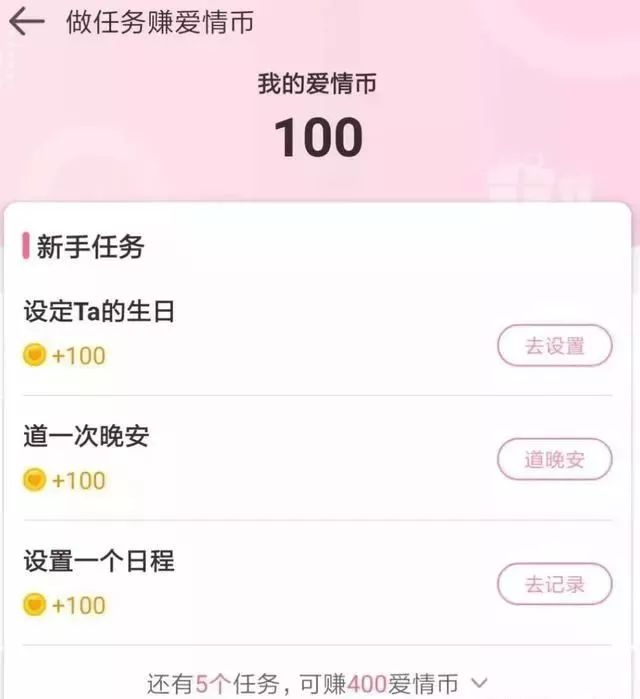 做任务赚爱情币
我的爱情币
100
新手任务
设定Ta的生日
+100
去设置
道一次晚安
+100
道晚安
设置一个日程
+100
去记录
还有5个任务，可赚400爱情币